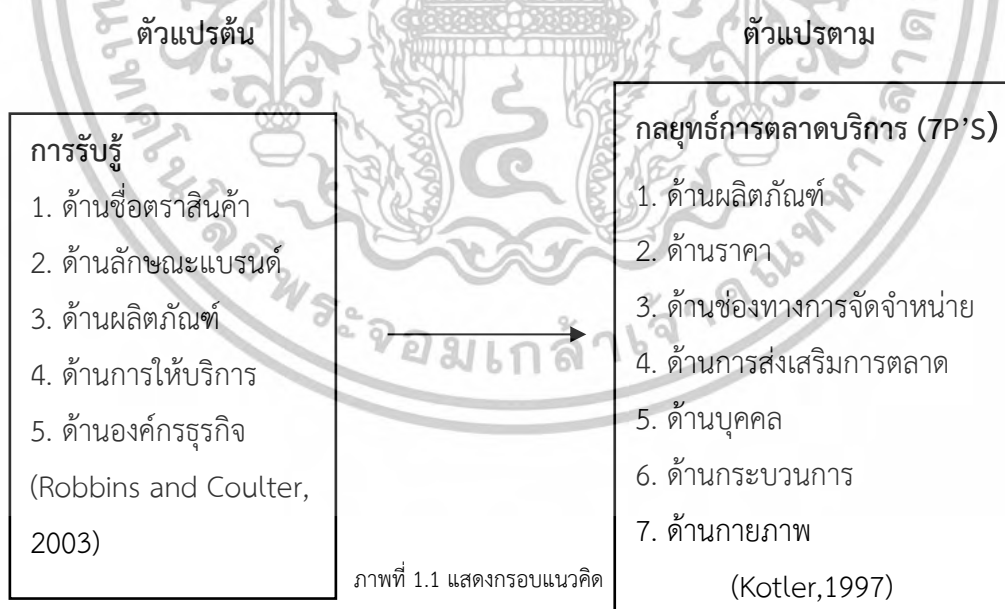 ตัวแปรต้น
ตัวแปรตาม
การรับรู้
1. ด้านชื่อตราสินค้า
2. ด้านลักษณะแบรนด์
3. ด้านผลิตภัณฑ์
4. ด้านการให้บริการ
5. ด้านองค์กรธุรกิจ
(Robbins and Coulter,
2003)
กลยุทธ์การตลาดบริการ (7P’S)
1. ด้านผลิตภัณฑ์
2. ด้านราคา
3. ด้านช่องทางการจัดจำหน่าย
4. ด้านการส่งเสริมการตลาด
5. ด้านบุคคล
6. ด้านกระบวนการ
7. ด้านกายภาพ
(Kotler,1997)
ภาพที่ 1.1 แสดงกรอบแนวคิด